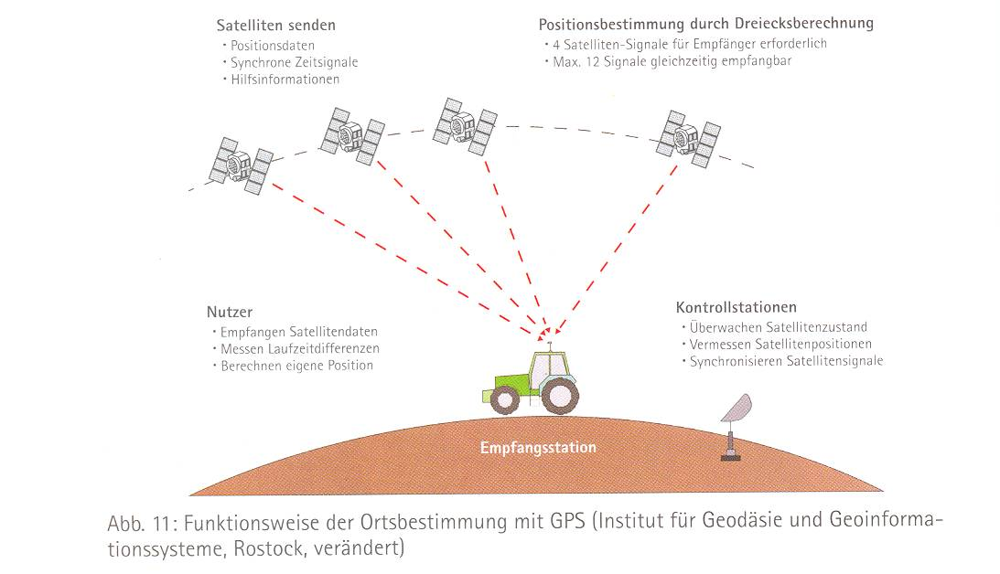 Satelliten senden
• Positionsdaten
• Synchrone Zeitsignale
• Hilfsinformationen
Positionsbestimmung durch Dreiecksberechnung
• 4 Satelliten-Signale für Empfänger erforderlich
• Max. 12 Signale gleichzeitig empfangbar
Nutzer
• Empfangen Satellitendaten
• Messen Laufzeitdifferenzen
• Berechnen eigene Position
Kontrollstationen
• Überwachen Satellitenzustand
• Vermessen Satellitenpositionen
• Synchronisieren Satellitensignale
Empfangsstation
Abb. 11: Funktionsweise der Ortsbestimmung mit GPS (Institut für Geodäsie und Geoinforma-
tionssysteme, Rostock, verändert)